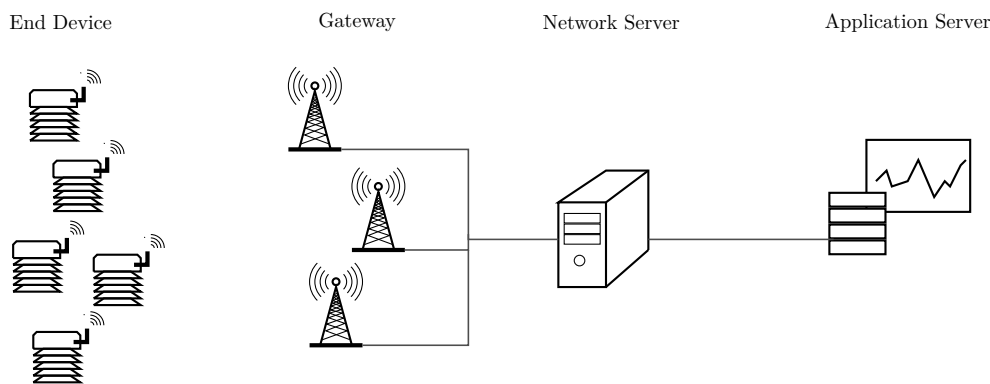 End Device
Gateway
Network Server
Application Server